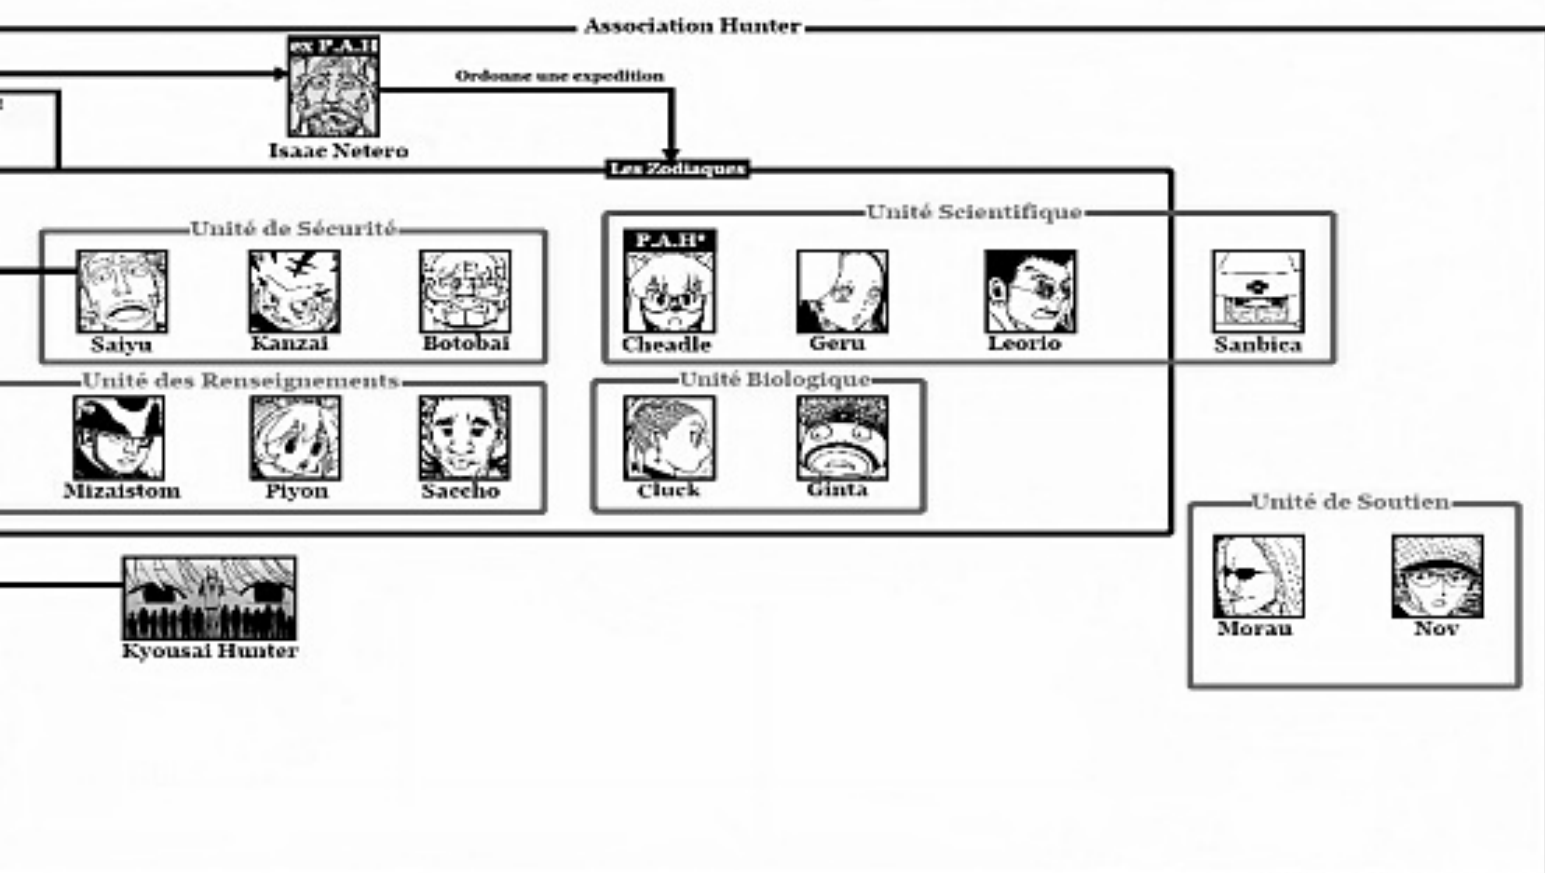 Association Hunter
ex P.A.H
Ordonne une expedition
Isaac Netero
Les Zodiaques
Unité de Sécurité
Unité Scientifique
P.A.H*
Saiyu
Kanzai
Botobai
Cheadle
Geru
Leorio
Sanbica
Unité des Renseignements
Unité Biologique
Mizaistom
Piyon
Saccho
Cluck
Ginta
Unité de Soutien
Morau
Nov
Kyousai Hunter